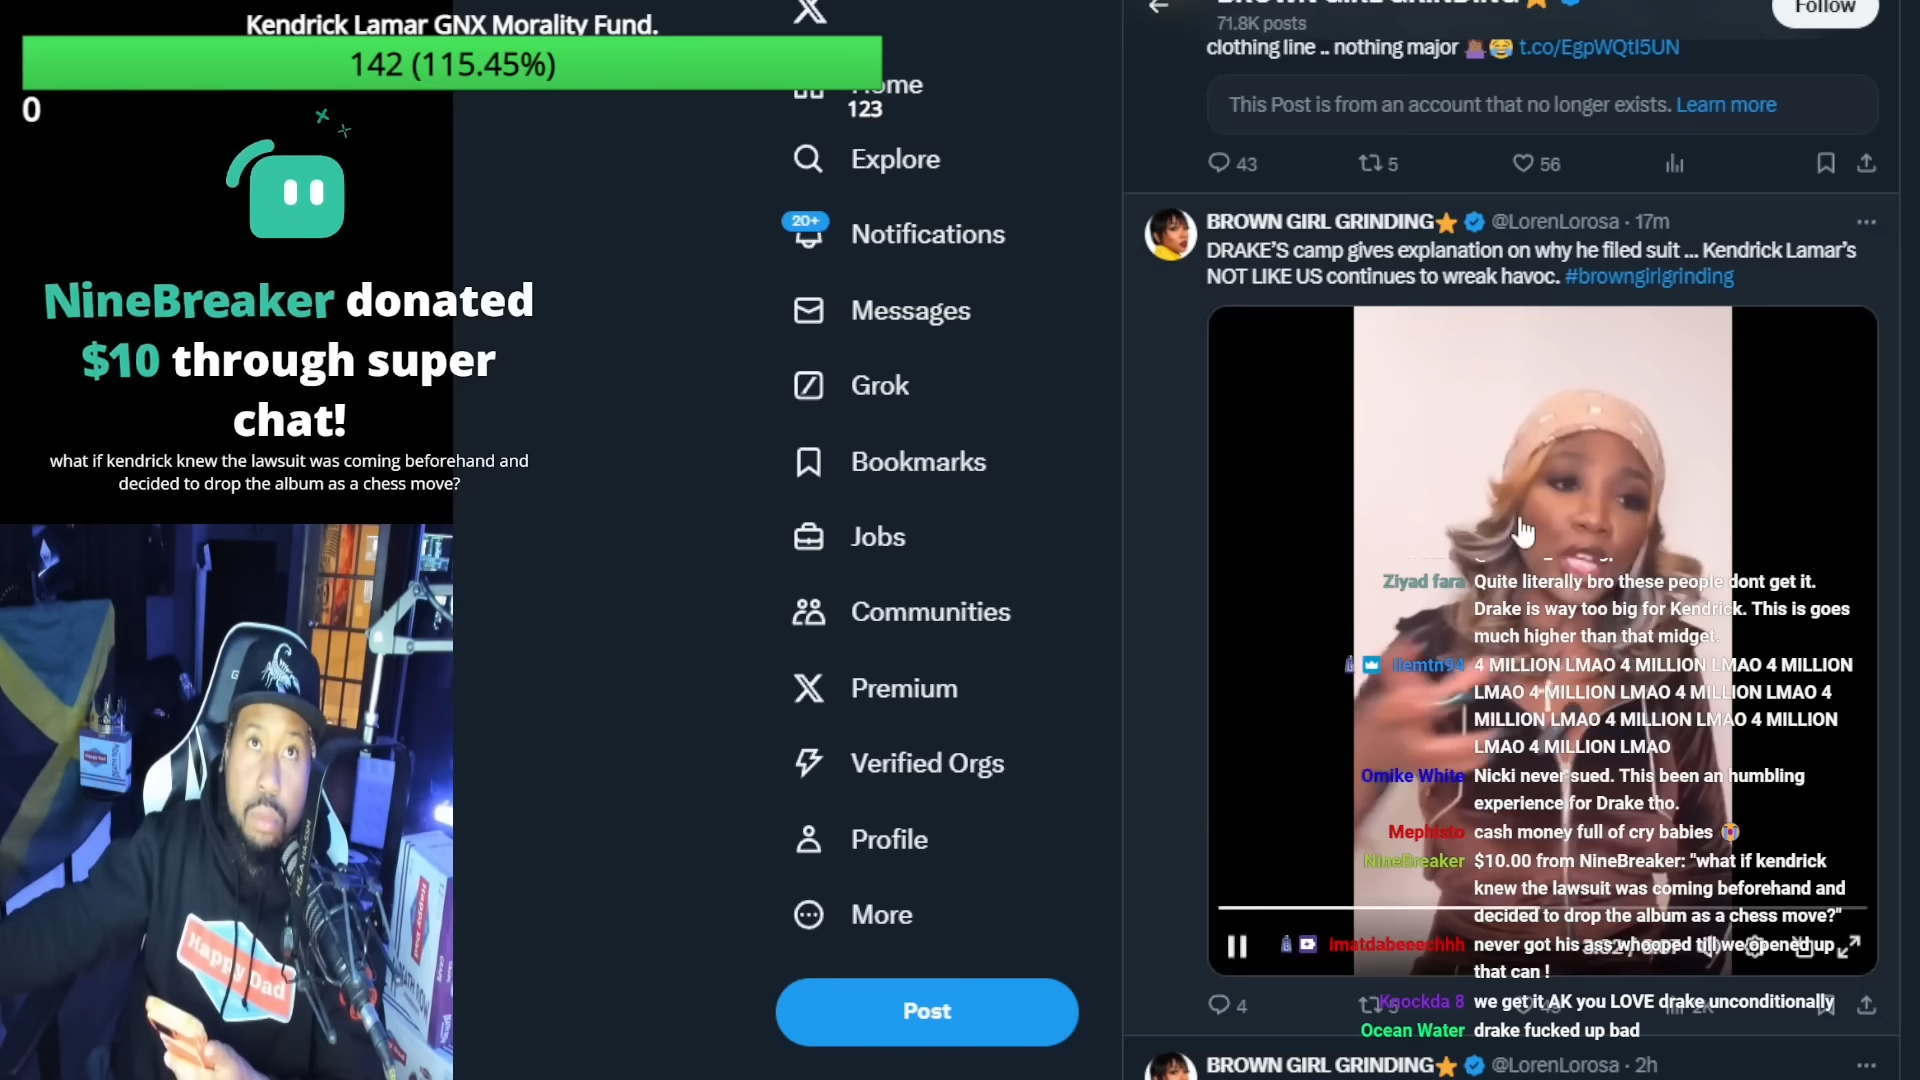 Kendrick Lamar GNX Morality Fund.
142 (115.45%)
0
123
NineBreaker donated
$10 through super
chat!
what if kendrick knew the lawsuit was coming beforehand and
decided to drop the album as a chess move?
Happy Dad
Home
Explore
20+
Notifications
Messages
Grok
Bookmarks
Jobs
Communities
Premium
Verified Orgs
Profile
More
Post
BROWN GIRL GRINDING
71.8K posts
Follow
clothing line .. nothing major 🤷🏾‍♀️😂 t.co/EgpWQtI5UN
This Post is from an account that no longer exists. Learn more
43 5 56
BROWN GIRL GRINDING⭐ @LorenLorosa · 17m
DRAKE’S camp gives explanation on why he filed suit ... Kendrick Lamar’s
NOT LIKE US continues to wreak havoc. #browngirlgrinding
Ziyad fara Quite literally bro these people dont get it.
Drake is way too big for Kendrick. This is goes
much higher than that midget.
llemtn94 4 MILLION LMAO 4 MILLION LMAO 4 MILLION
LMAO 4 MILLION LMAO 4 MILLION LMAO 4
MILLION LMAO 4 MILLION LMAO 4 MILLION
LMAO 4 MILLION LMAO
Omike White Nicki never sued. This been an humbling
experience for Drake tho.
Mephisto cash money full of cry babies 😭
NineBreaker $10.00 from NineBreaker: "what if kendrick
knew the lawsuit was coming beforehand and
decided to drop the album as a chess move?"
Imatdabeeechhh never got his ass whooped till we opened up
that can !
Knockda 8 we get it AK you LOVE drake unconditionally
Ocean Water drake fucked up bad
4
BROWN GIRL GRINDING⭐ @LorenLorosa · 2h